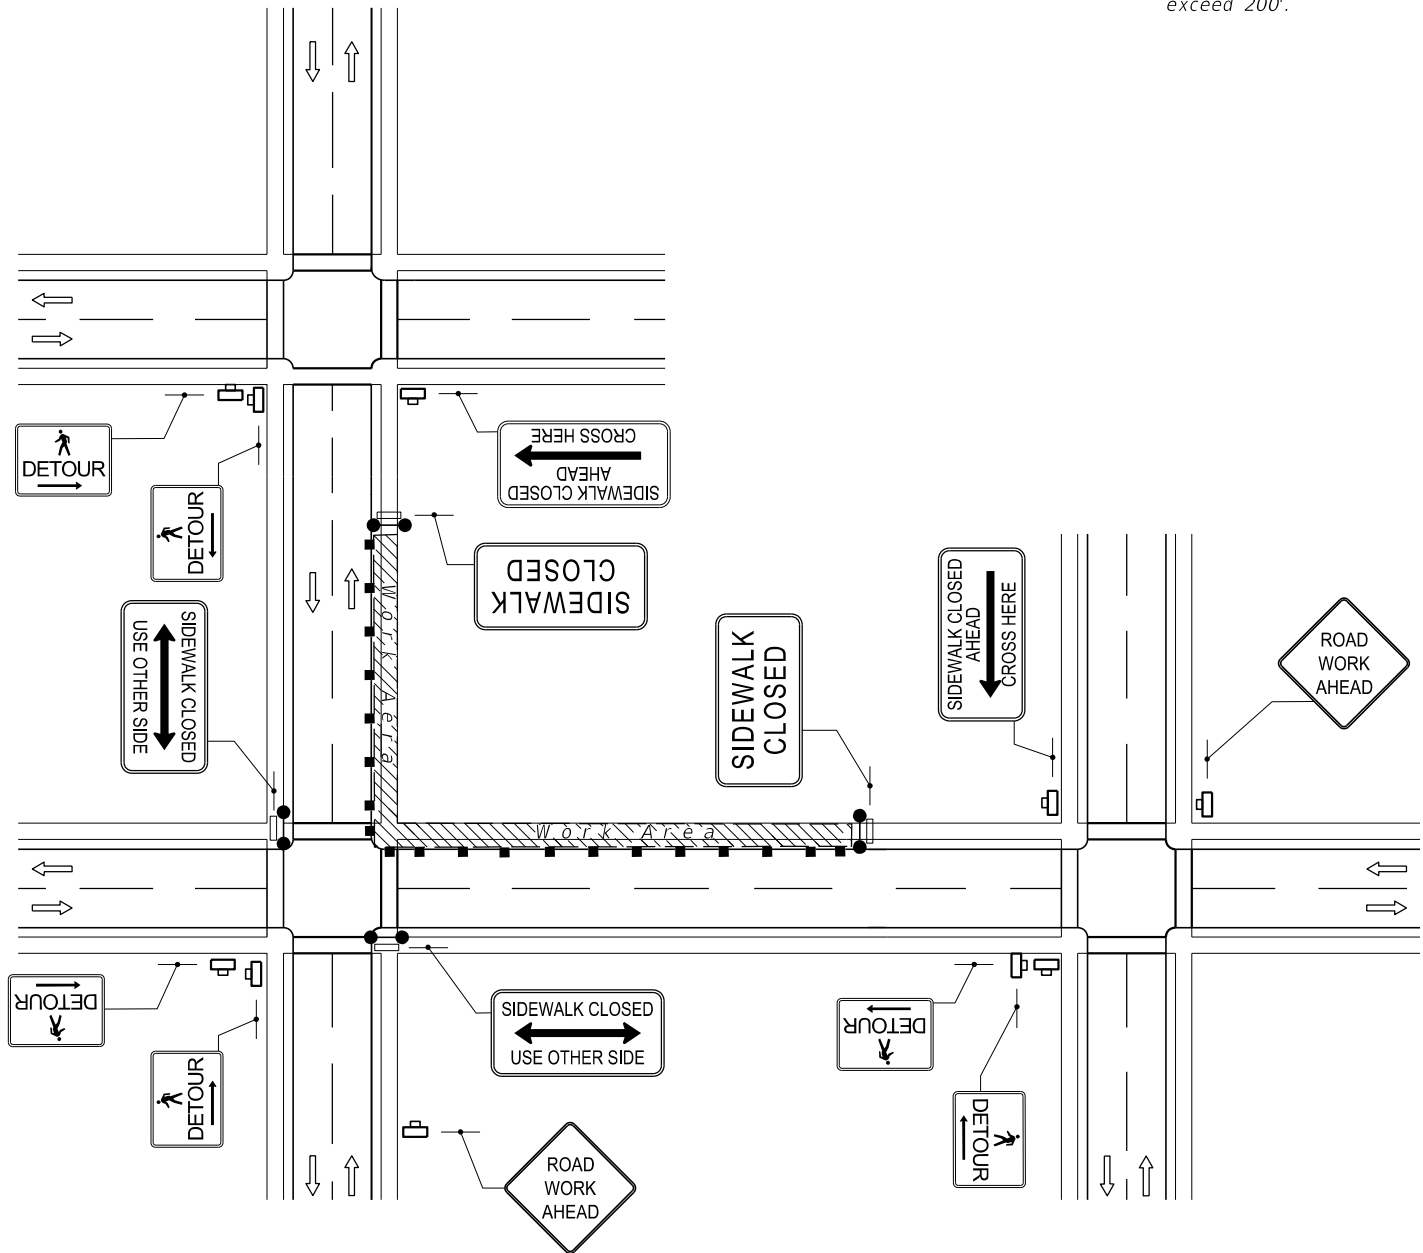 exceed 200'.
DETOUR
DETOUR
CROSS HERE
AHEAD
SIDEWALK CLOSED
SIDEWALK
CLOSED
SIDEWALK CLOSED
USE OTHER SIDE
Work Aera
SIDEWALK
CLOSED
SIDEWALK CLOSED
AHEAD
CROSS HERE
ROAD
WORK
AHEAD
Work Area
DETOUR
DETOUR
SIDEWALK CLOSED
USE OTHER SIDE
DETOUR
DETOUR
ROAD
WORK
AHEAD